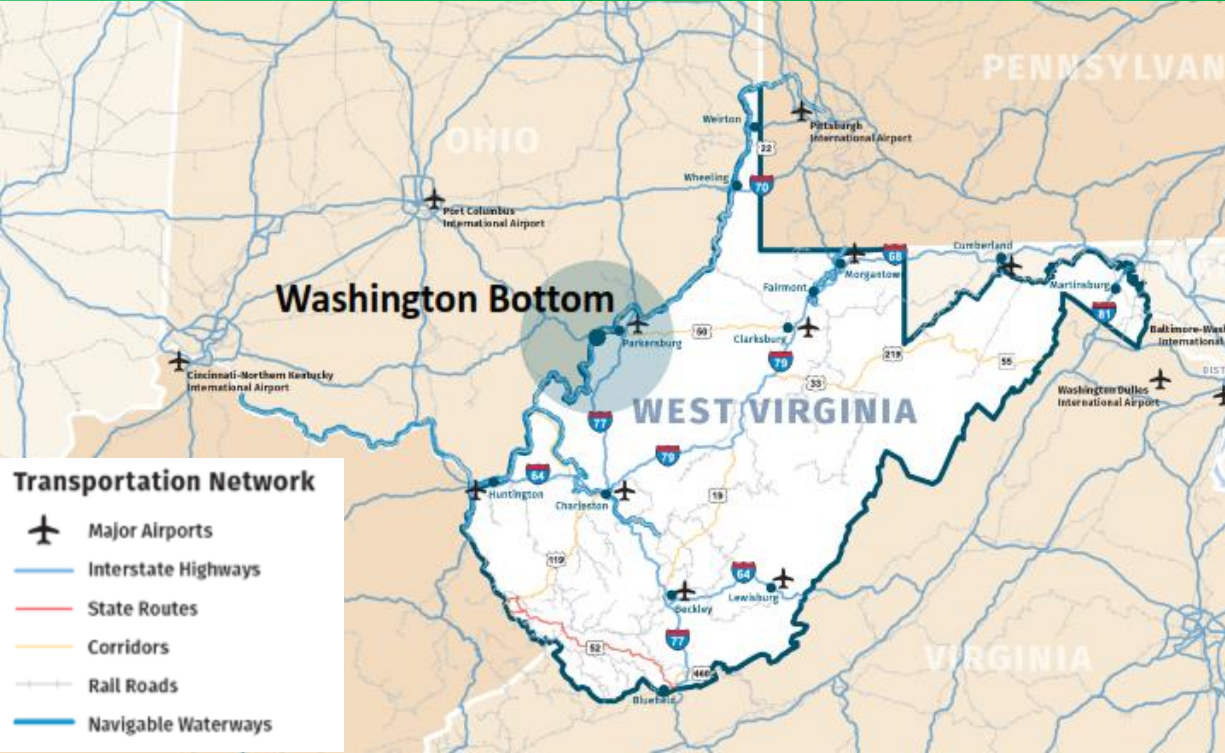 PENNSYLVAN
OHIO
Weirton
Pittsburgh
International Airport
22
Wheeling
70
Port Columbus
International Airport
Cumberland
68
Morgantow
Fairmont
Martinsburg
81
Washington Bottom
Parkersburg
50
Clarksburg
79
219
55
33
Baltimore-Wash
International
DIST
Cincinnati-Northern Kentucky
International Airport
Washington Dulles
International Airport
WEST VIRGINIA
77
79
64
Huntington
Charleston
19
119
64
Beckley
Lewisburg
77
52
460
Bluefield
VIRGINIA
Transportation Network
Major Airports
Interstate Highways
State Routes
Corridors
Rail Roads
Navigable Waterways